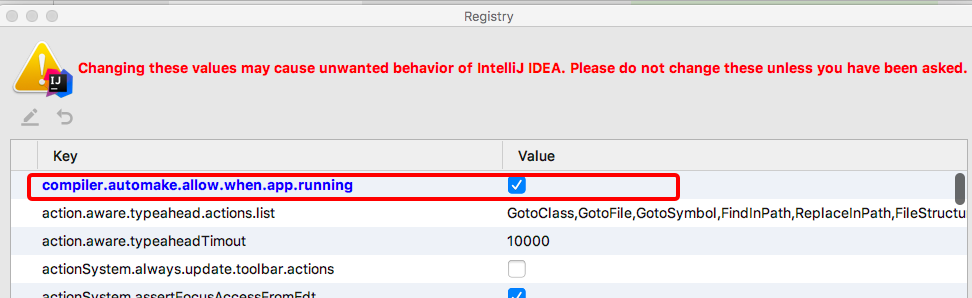 Registry
IJ
Changing these values may cause unwanted behavior of IntelliJ IDEA. Please do not change these unless you have been asked.
Key Value
compiler.automake.allow.when.app.running
action.aware.typeahead.actions.list GotoClass,GotoFile,GotoSymbol,FindInPath,ReplaceInPath,FileStructu
action.aware.typeaheadTimout 10000
actionSystem.always.update.toolbar.actions
actionSystem.assertFocusAccessFromEdt